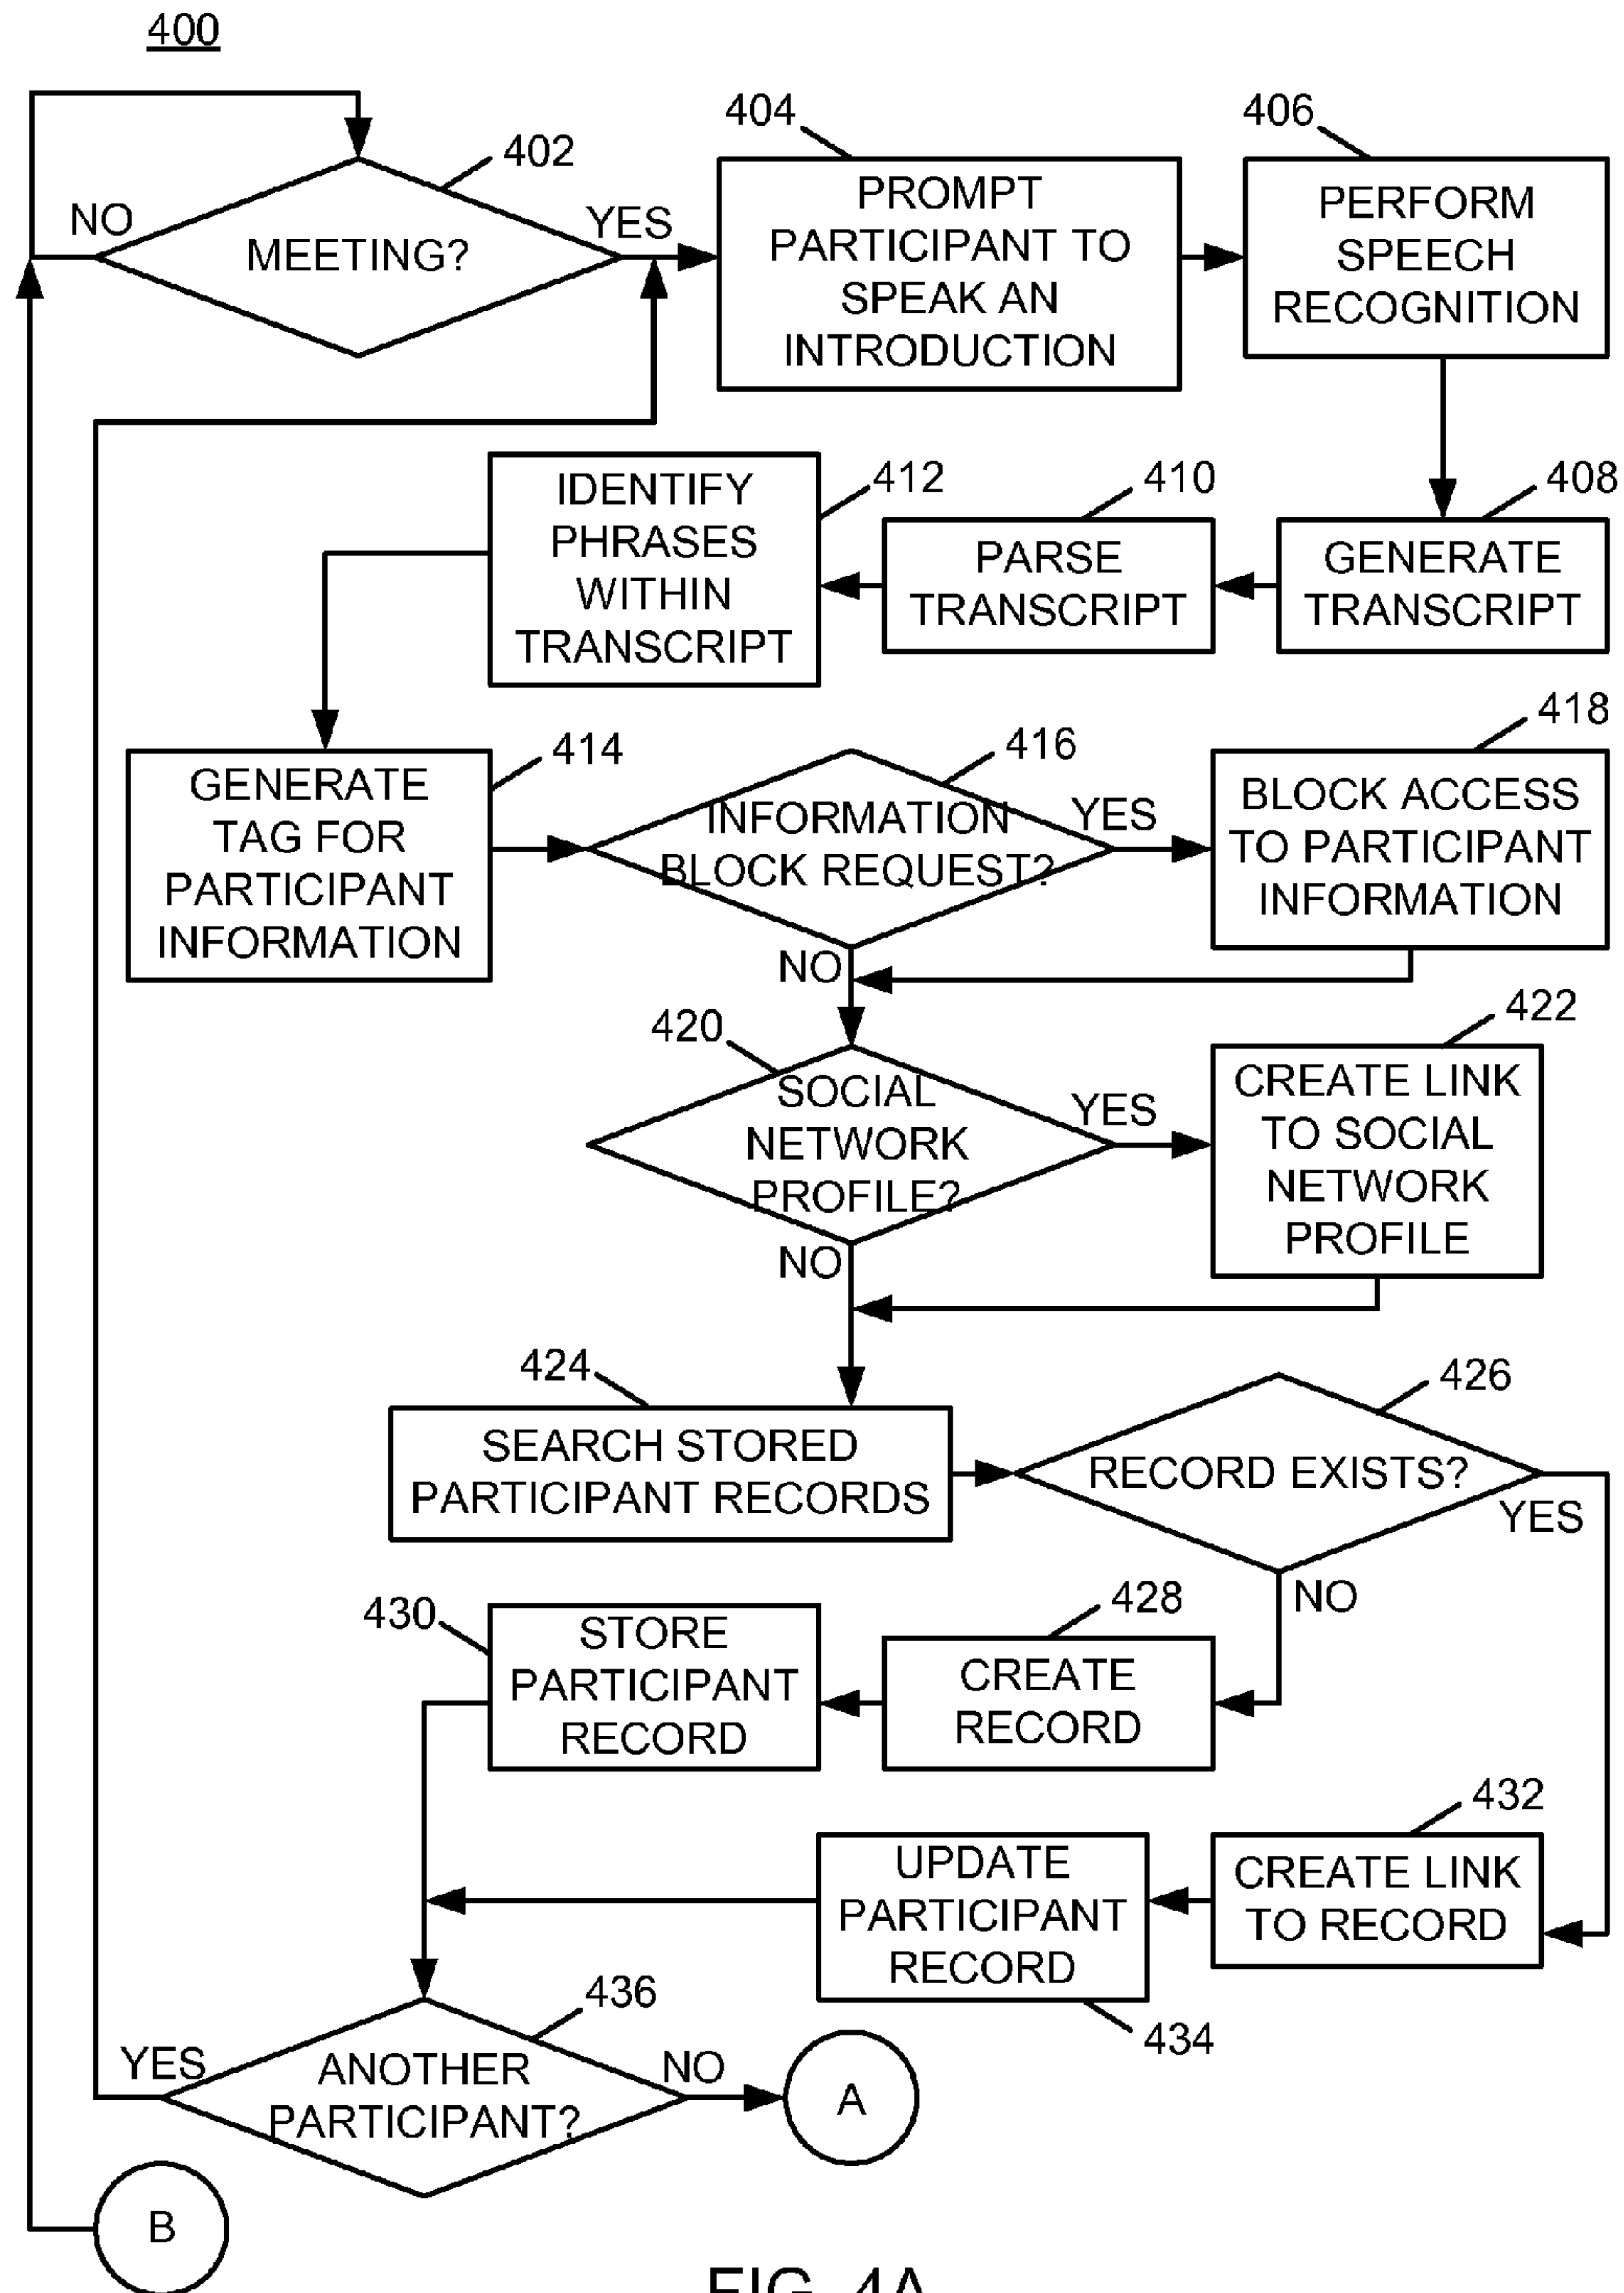 400
402
NO
MEETING?
YES
404
PROMPT
PARTICIPANT TO
SPEAK AN
INTRODUCTION
406
PERFORM
SPEECH
RECOGNITION
412
IDENTIFY
PHRASES
WITHIN
TRANSCRIPT
410
PARSE
TRANSCRIPT
408
GENERATE
TRANSCRIPT
414
GENERATE
TAG FOR
PARTICIPANT
INFORMATION
416
INFORMATION
BLOCK REQUEST?
YES
NO
418
BLOCK ACCESS
TO PARTICIPANT
INFORMATION
420
SOCIAL
NETWORK
PROFILE?
YES
NO
422
CREATE LINK
TO SOCIAL
NETWORK
PROFILE
424
SEARCH STORED
PARTICIPANT RECORDS
426
RECORD EXISTS?
YES
NO
430
STORE
PARTICIPANT
RECORD
428
CREATE
RECORD
432
CREATE LINK
TO RECORD
UPDATE
PARTICIPANT
RECORD
434
436
YES
ANOTHER
PARTICIPANT?
NO
A
B
FIG. 4A